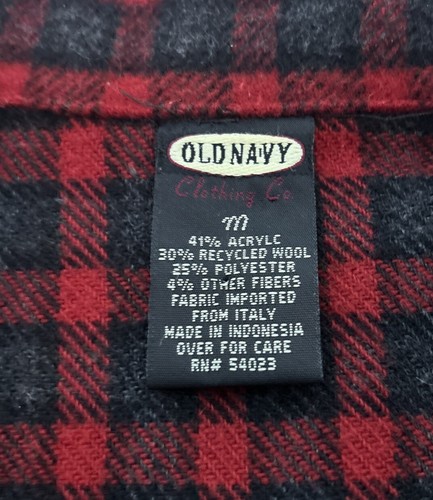 OLD NAVY
Clothing Co.
m
41% ACRYLC
30% RECYCLED WOOL
25% POLYESTER
4% OTHER FIBERS
FABRIC IMPORTED
FROM ITALY
MADE IN INDONESIA
OVER FOR CARE
RN# 54023